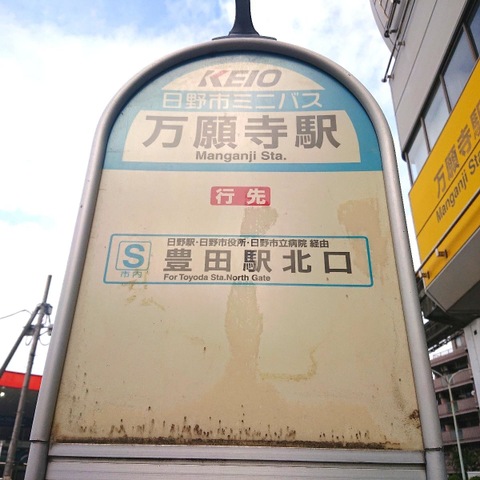 KEIO
日野市ミニバス
万願寺駅
Manganji Sta.
行先
S
市内
日野駅・日野市役所・日野市立病院 経由
豊田駅北口
For Toyoda Sta.North Gate
万願寺駅
Manganji Sta.